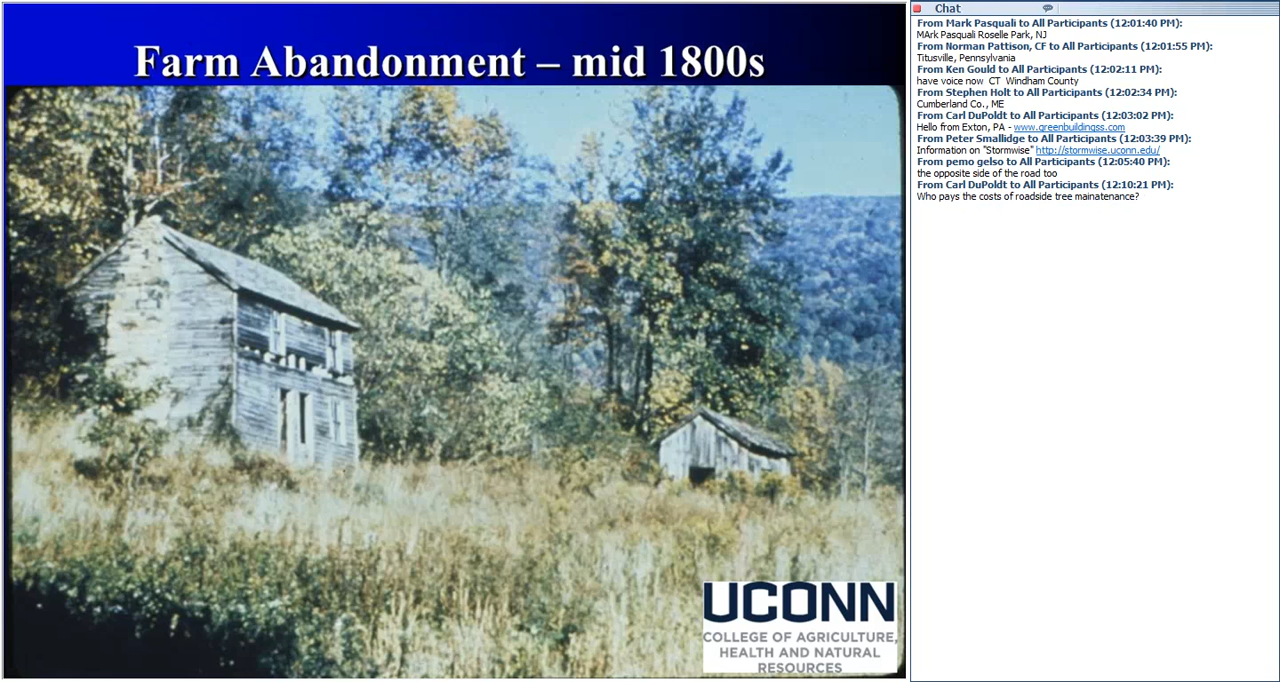 Farm Abandonment – mid 1800s
UCONN
COLLEGE OF AGRICULTURE,
HEALTH AND NATURAL
RESOURCES
Chat
From Mark Pasquali to All Participants (12:01:40 PM):
MArk Pasquali Roselle Park, NJ
From Norman Pattison, CF to All Participants (12:01:55 PM):
Titusville, Pennsylvania
From Ken Gould to All Participants (12:02:11 PM):
have voice now CT Windham County
From Stephen Holt to All Participants (12:02:34 PM):
Cumberland Co., ME
From Carl DuPoldt to All Participants (12:03:02 PM):
Hello from Exton, PA - www.greenbuildingss.com
From Peter Smallidge to All Participants (12:03:39 PM):
Information on "Stormwise" http://stormwise.uconn.edu/
From pemo gelso to All Participants (12:05:40 PM):
the opposite side of the road too
From Carl DuPoldt to All Participants (12:10:21 PM):
Who pays the costs of roadside tree mainatenance?